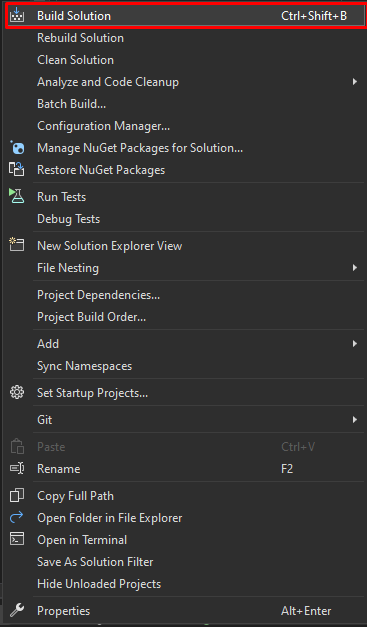 Build Solution Ctrl+Shift+B
Rebuild Solution
Clean Solution
Analyze and Code Cleanup
Batch Build...
Configuration Manager...
Manage NuGet Packages for Solution...
Restore NuGet Packages
Run Tests
Debug Tests
New Solution Explorer View
File Nesting
Project Dependencies...
Project Build Order...
Add
Sync Namespaces
Set Startup Projects...
Git
Paste Ctrl+V
Rename F2
Copy Full Path
Open Folder in File Explorer
Open in Terminal
Save As Solution Filter
Hide Unloaded Projects
Properties Alt+Enter